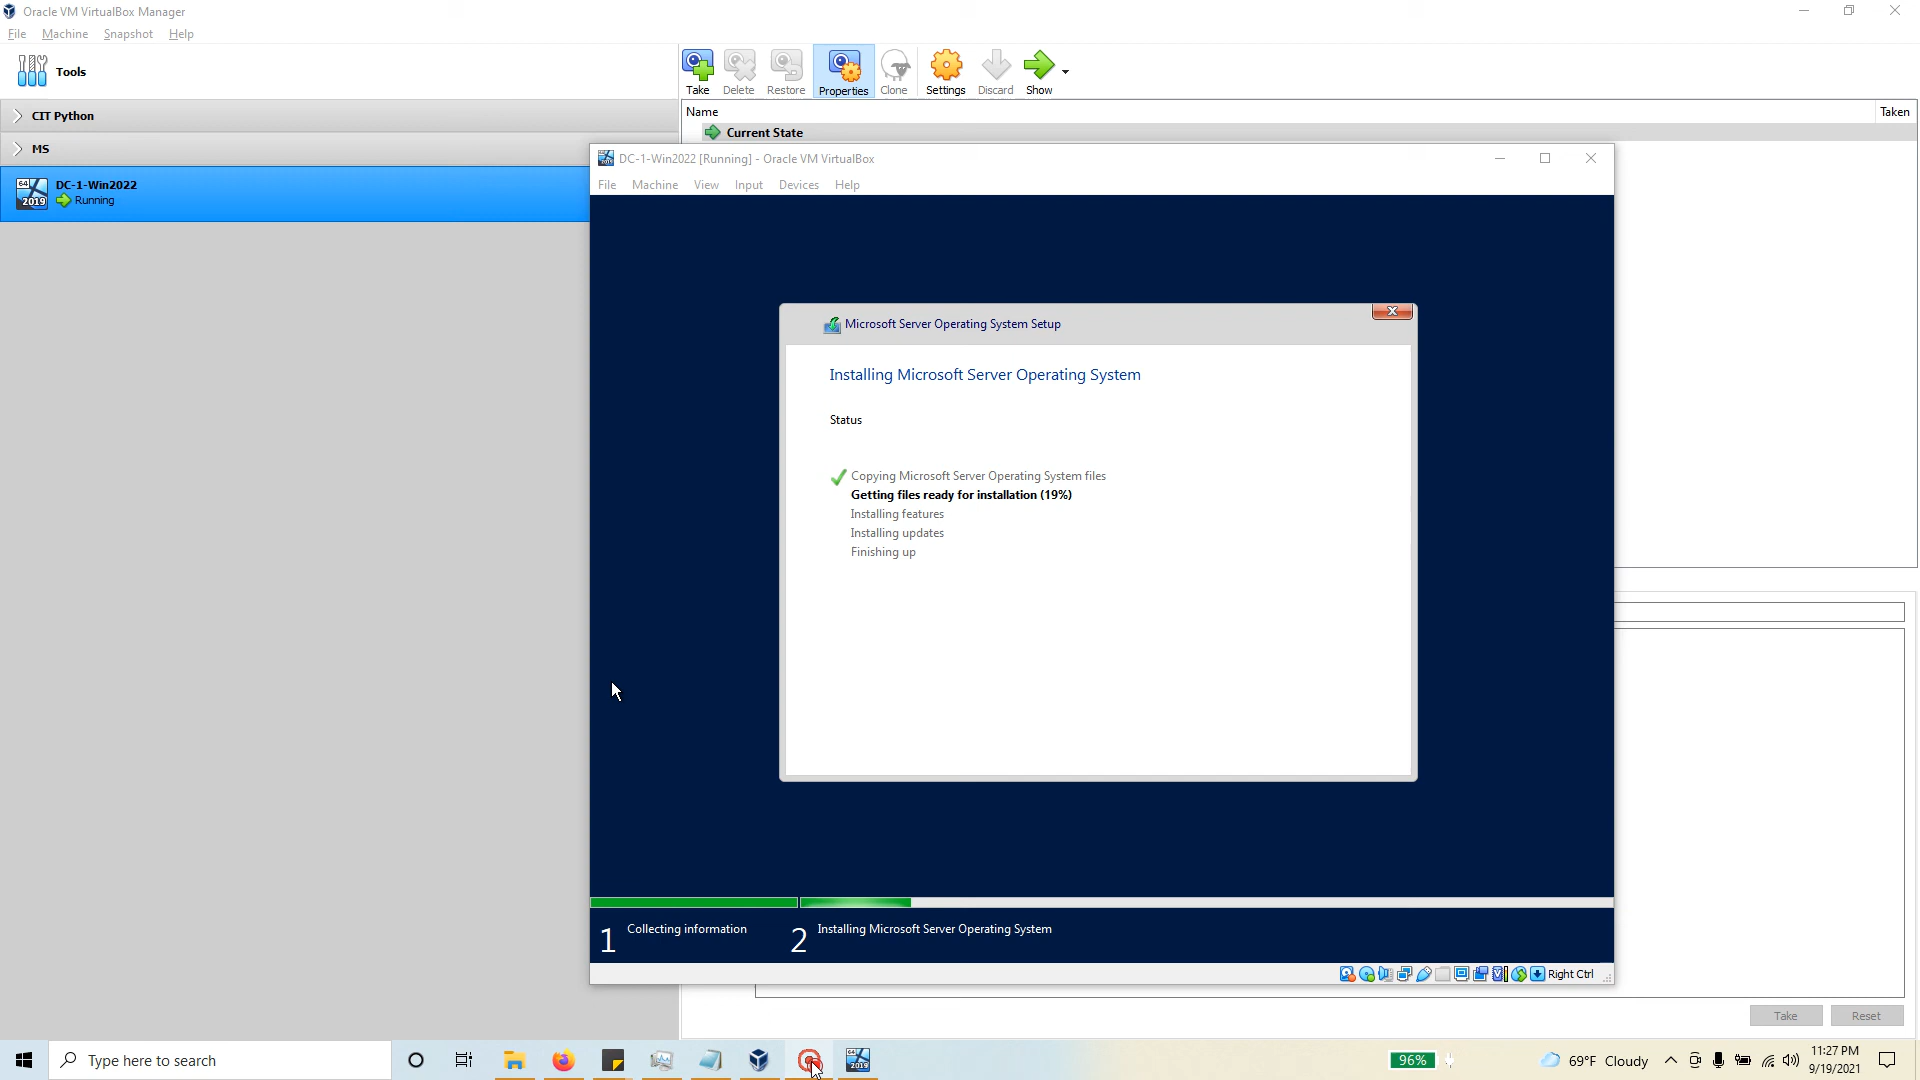 Oracle VM VirtualBox Manager
File Machine Snapshot Help
Tools
Take Delete Restore Properties Clone Settings Discard Show
CIT Python
MS
64
2019
DC-1-Win2022
Running
Name Taken
Current State
DC-1-Win2022 [Running] - Oracle VM VirtualBox
File Machine View Input Devices Help
Microsoft Server Operating System Setup
Installing Microsoft Server Operating System
Status
Copying Microsoft Server Operating System files
Getting files ready for installation (19%)
Installing features
Installing updates
Finishing up
1 Collecting information 2 Installing Microsoft Server Operating System
Right Ctrl
Take Reset
Type here to search
64
2019
96%
69°F Cloudy
11:27 PM
9/19/2021